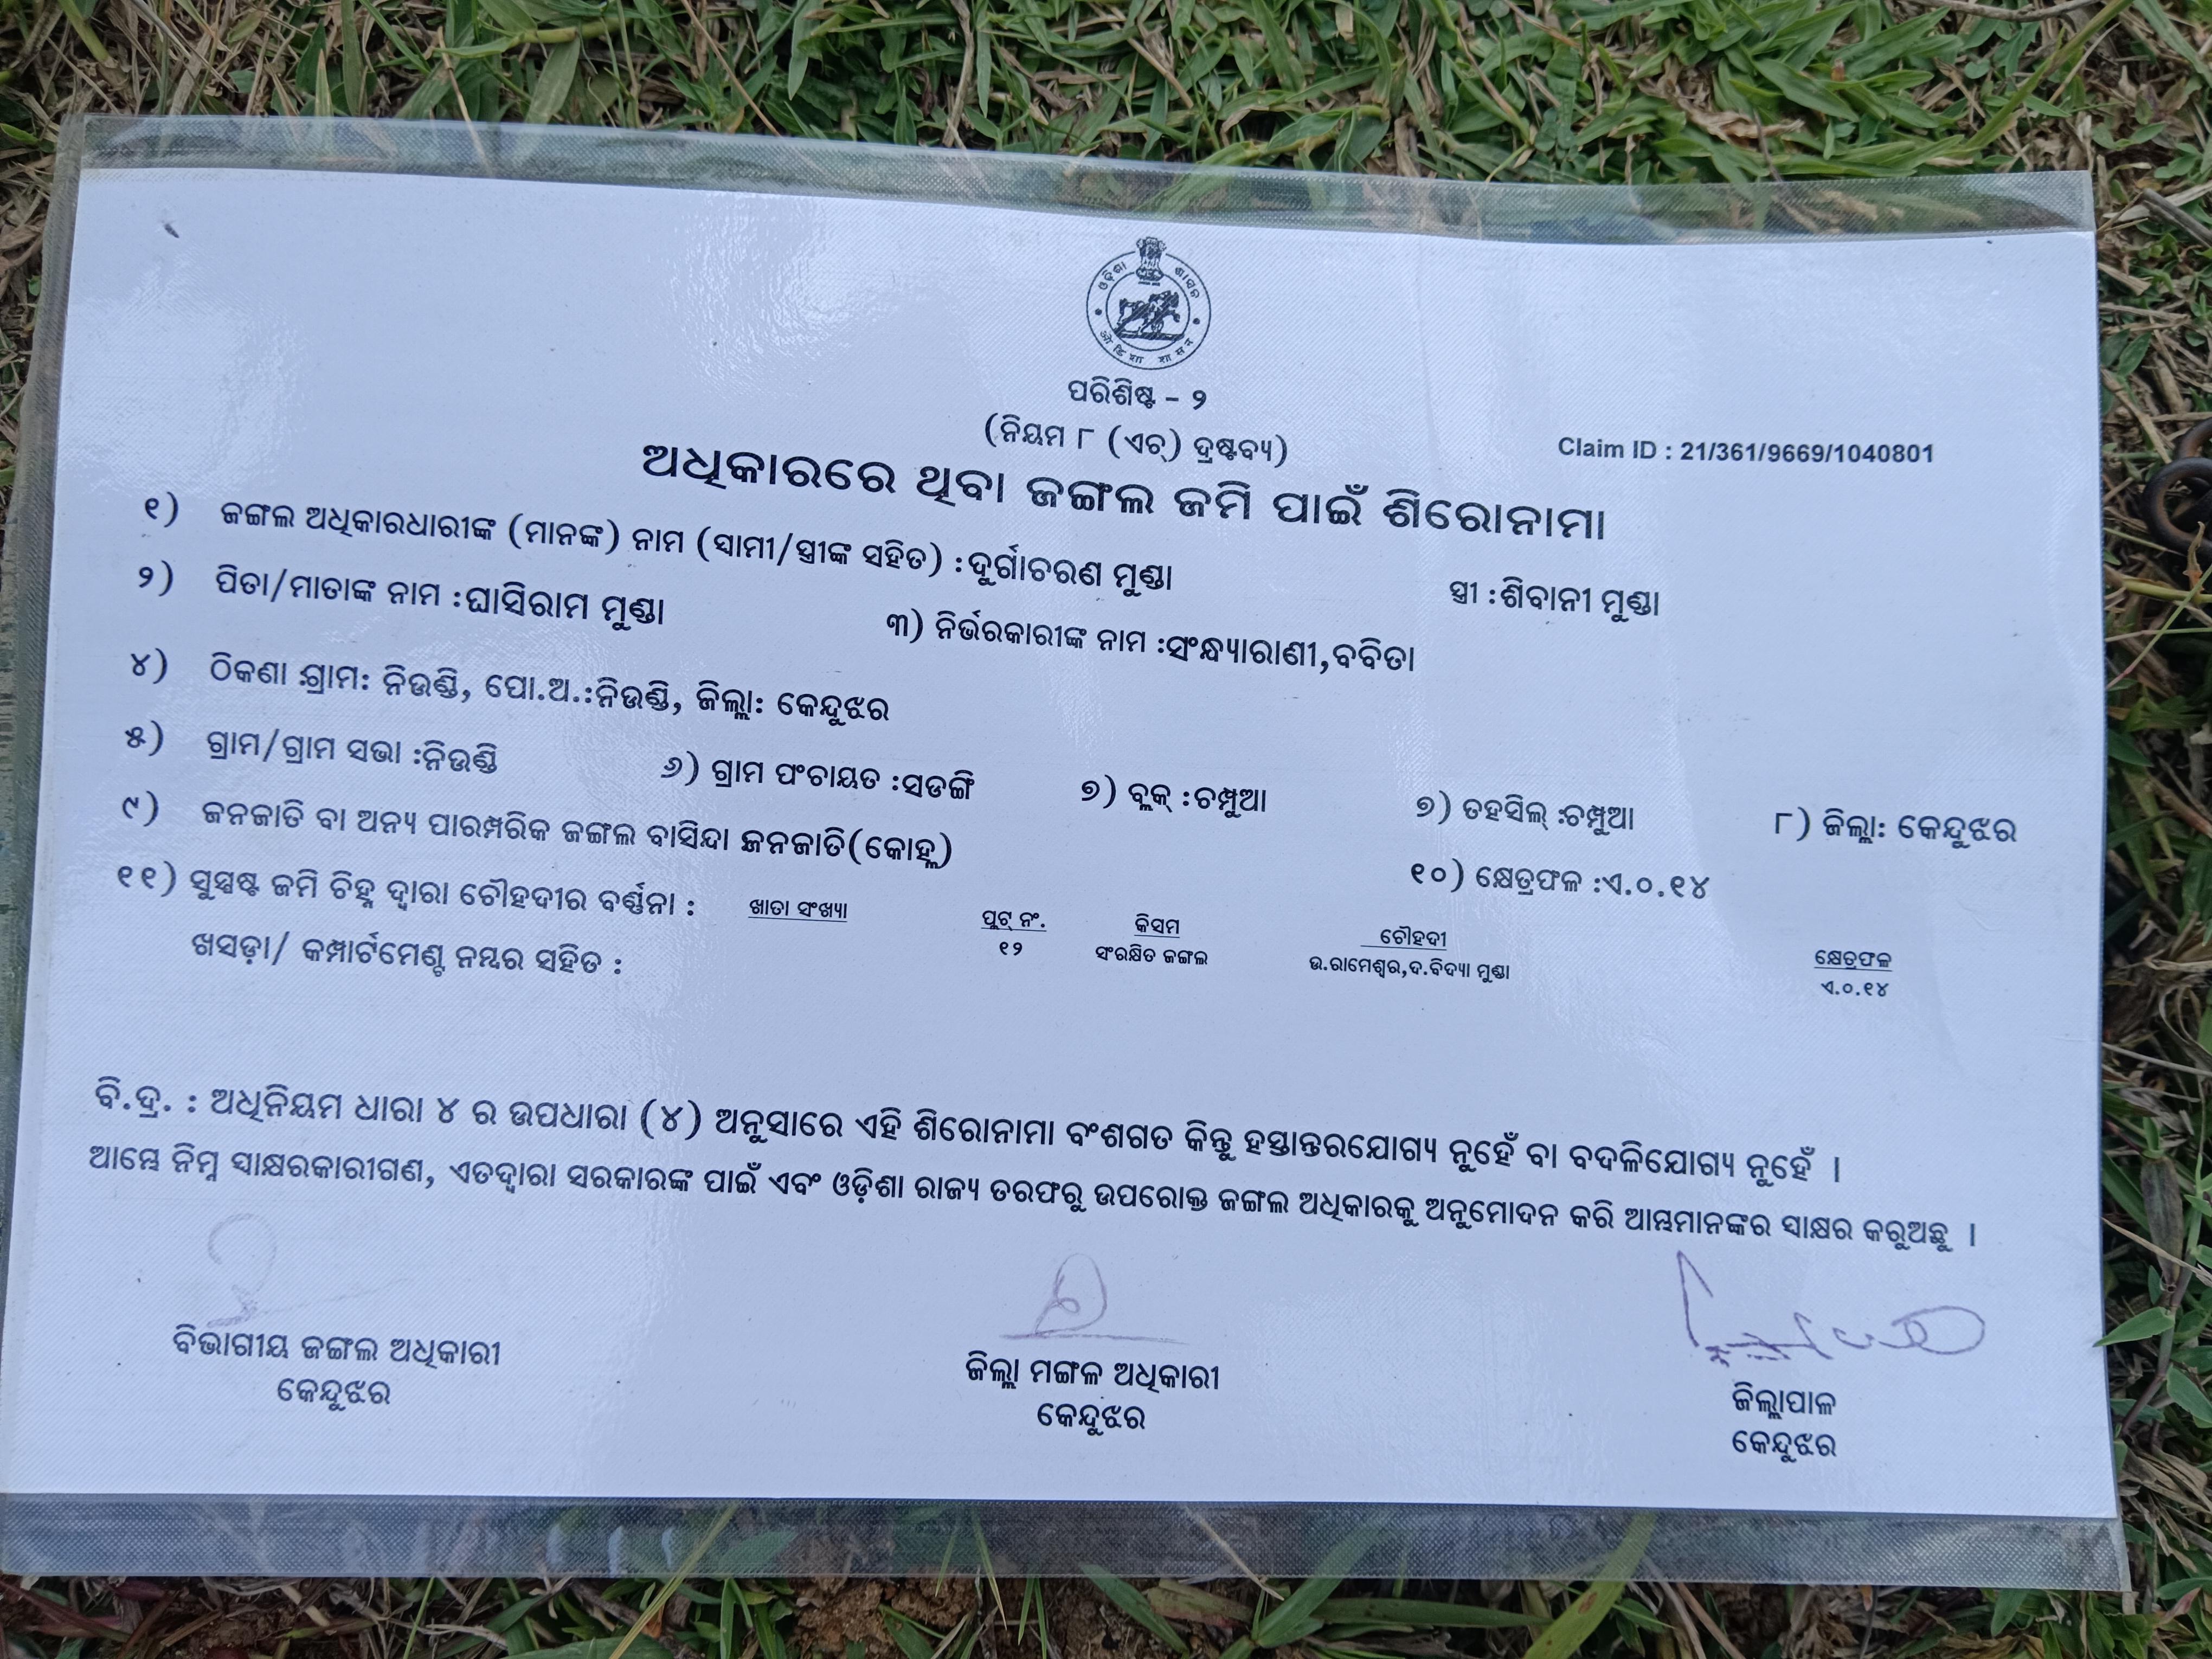 ଓଡ଼ିଶା ଶାସନ
ओडिशा शासन
ପରିଶିଷ୍ଟ - ୨
(ନିୟମ ୮ (ଏଚ୍) ଦ୍ରଷ୍ଟବ୍ୟ)
Claim ID : 21/361/9669/1040801
ଅଧିକାରରେ ଥିବା ଜଙ୍ଗଲ ଜମି ପାଇଁ ଶିରୋନାମା
୧) ଜଙ୍ଗଲ ଅଧିକାରଧାରୀଙ୍କ (ମାନଙ୍କ) ନାମ (ସ୍ୱାମୀ/ସ୍ତ୍ରୀଙ୍କ ସହିତ) :ଦୁର୍ଗାଚରଣ ମୁଣ୍ଡା ସ୍ତ୍ରୀ :ଶିବାନୀ ମୁଣ୍ଡା
୨) ପିତା/ମାତାଙ୍କ ନାମ :ଘାସିରାମ ମୁଣ୍ଡା ୩) ନିର୍ଭରକାରୀଙ୍କ ନାମ :ସଂନ୍ଧ୍ୟାରାଣୀ,ବବିତା
୪) ଠିକଣା :ଗ୍ରାମ: ନିଉଣ୍ଡି, ପୋ.ଅ.:ନିଉଣ୍ଡି, ଜିଲ୍ଲା: କେନ୍ଦୁଝର
୫) ଗ୍ରାମ/ଗ୍ରାମ ସଭା :ନିଉଣ୍ଡି ୬) ଗ୍ରାମ ପଂଚାୟତ :ସଡଙ୍ଗି ୭) ବ୍ଲକ୍ :ଚମ୍ପୁଆ ୭) ତହସିଲ୍ :ଚମ୍ପୁଆ ୮) ଜିଲ୍ଲା: କେନ୍ଦୁଝର
୯) ଜନଜାତି ବା ଅନ୍ୟ ପାରମ୍ପରିକ ଜଙ୍ଗଲ ବାସିନ୍ଦା ଜନଜାତି(କୋହ୍ଲ) ୧୦) କ୍ଷେତ୍ରଫଳ :ଏ.୦.୧୪
୧୧) ସୁସ୍ପଷ୍ଟ ଜମି ଚିହ୍ନ ଦ୍ୱାରା ଚୌହଦୀର ବର୍ଣ୍ଣନା : ଖାତା ସଂଖ୍ୟା ପ୍ଲଟ୍ ନଂ. କିସମ ଚୌହଦୀ କ୍ଷେତ୍ରଫଳ
ଖସଡ଼ା/ କମ୍ପାର୍ଟମେଣ୍ଟ ନମ୍ବର ସହିତ : ୧୨ ସଂରକ୍ଷିତ ଜଙ୍ଗଲ ଉ.ରାମେଶ୍ୱର,ଦ.ବିଦ୍ୟା ମୁଣ୍ଡା ଏ.୦.୧୪
ବି.ଦ୍ର. : ଅଧିନିୟମ ଧାରା ୪ ର ଉପଧାରା (୪) ଅନୁସାରେ ଏହି ଶିରୋନାମା ବଂଶଗତ କିନ୍ତୁ ହସ୍ତାନ୍ତରଯୋଗ୍ୟ ନୁହେଁ ବା ବଦଳିଯୋଗ୍ୟ ନୁହେଁ ।
ଆମ୍ଭେ ନିମ୍ନ ସ୍ୱାକ୍ଷରକାରୀଗଣ, ଏତଦ୍ୱାରା ସରକାରଙ୍କ ପାଇଁ ଏବଂ ଓଡ଼ିଶା ରାଜ୍ୟ ତରଫରୁ ଉପରୋକ୍ତ ଜଙ୍ଗଲ ଅଧିକାରକୁ ଅନୁମୋଦନ କରି ଆମ୍ଭମାନଙ୍କର ସ୍ୱାକ୍ଷର କରୁଅଛୁ ।
ବିଭାଗୀୟ ଜଙ୍ଗଲ ଅଧିକାରୀ ଜିଲ୍ଲା ମଙ୍ଗଳ ଅଧିକାରୀ ଜିଲ୍ଲାପାଳ
କେନ୍ଦୁଝର କେନ୍ଦୁଝର କେନ୍ଦୁଝର